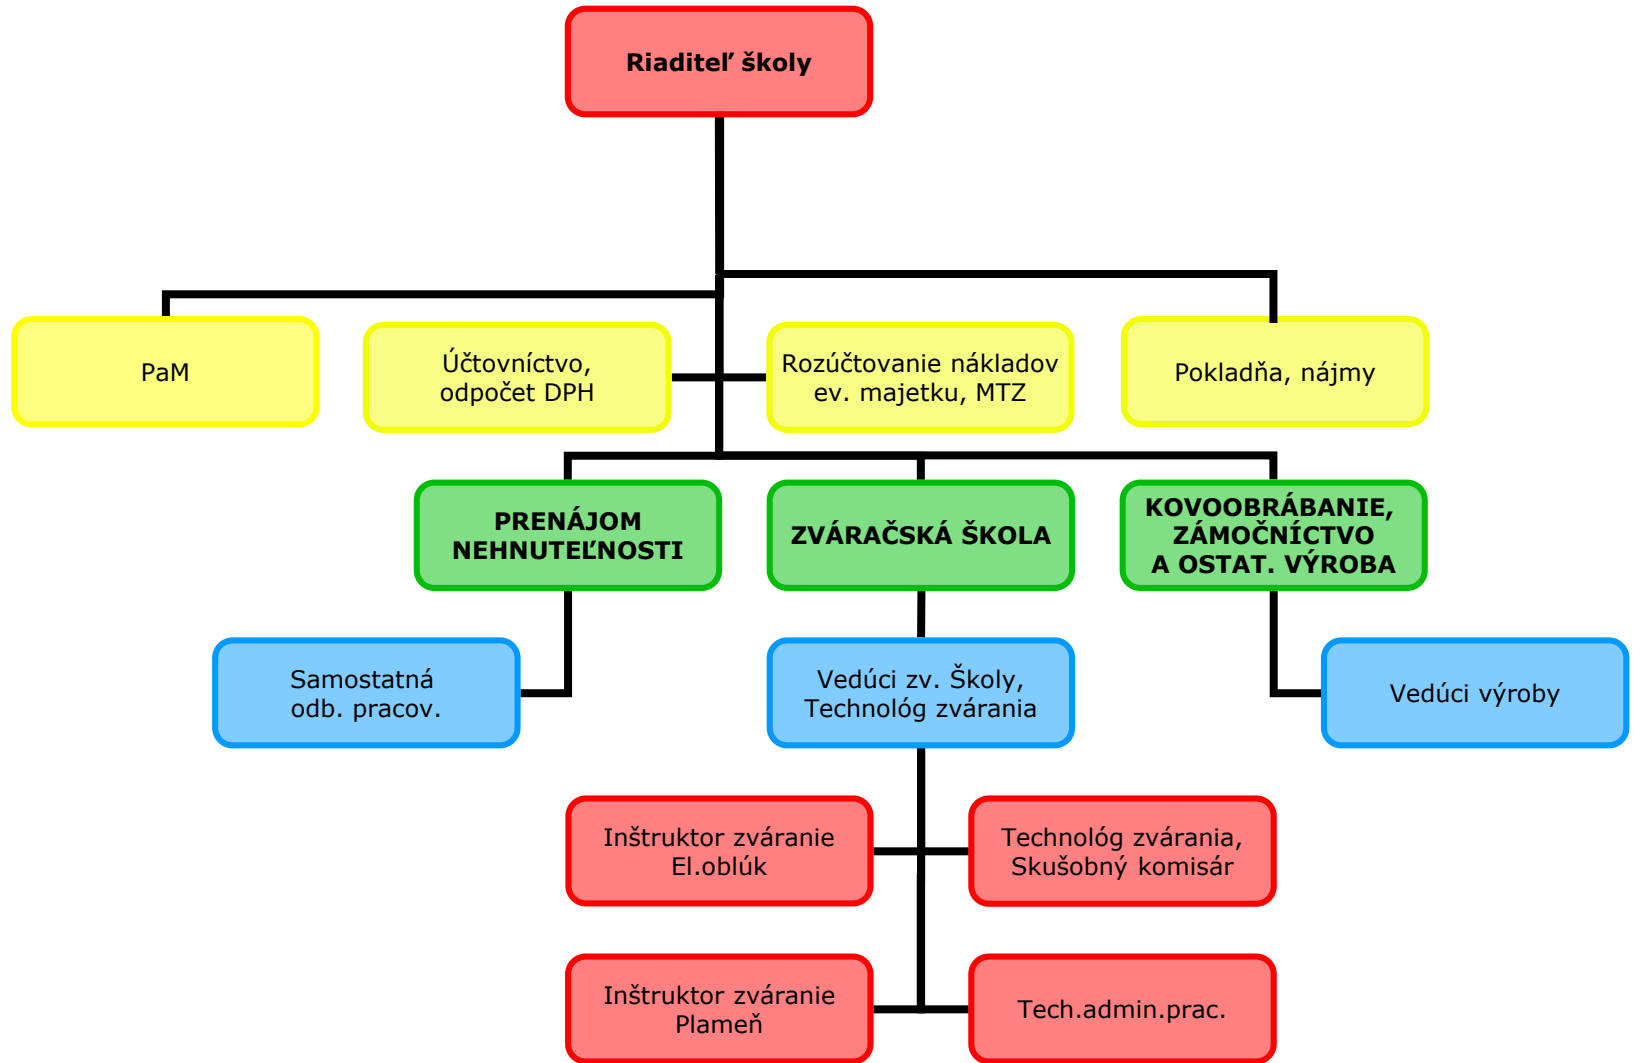 Riaditeľ školy
PaM
Účtovníctvo,
odpočet DPH
Rozúčtovanie nákladov
ev. majetku, MTZ
Pokladňa, nájmy
PRENÁJOM
NEHNUTEĽNOSTI
ZVÁRAČSKÁ ŠKOLA
KOVOOBRÁBANIE,
ZÁMOČNÍCTVO
A OSTAT. VÝROBA
Samostatná
odb. pracov.
Vedúci zv. Školy,
Technológ zvárania
Vedúci výroby
Inštruktor zváranie
El.oblúk
Technológ zvárania,
Skušobný komisár
Inštruktor zváranie
Plameň
Tech.admin.prac.